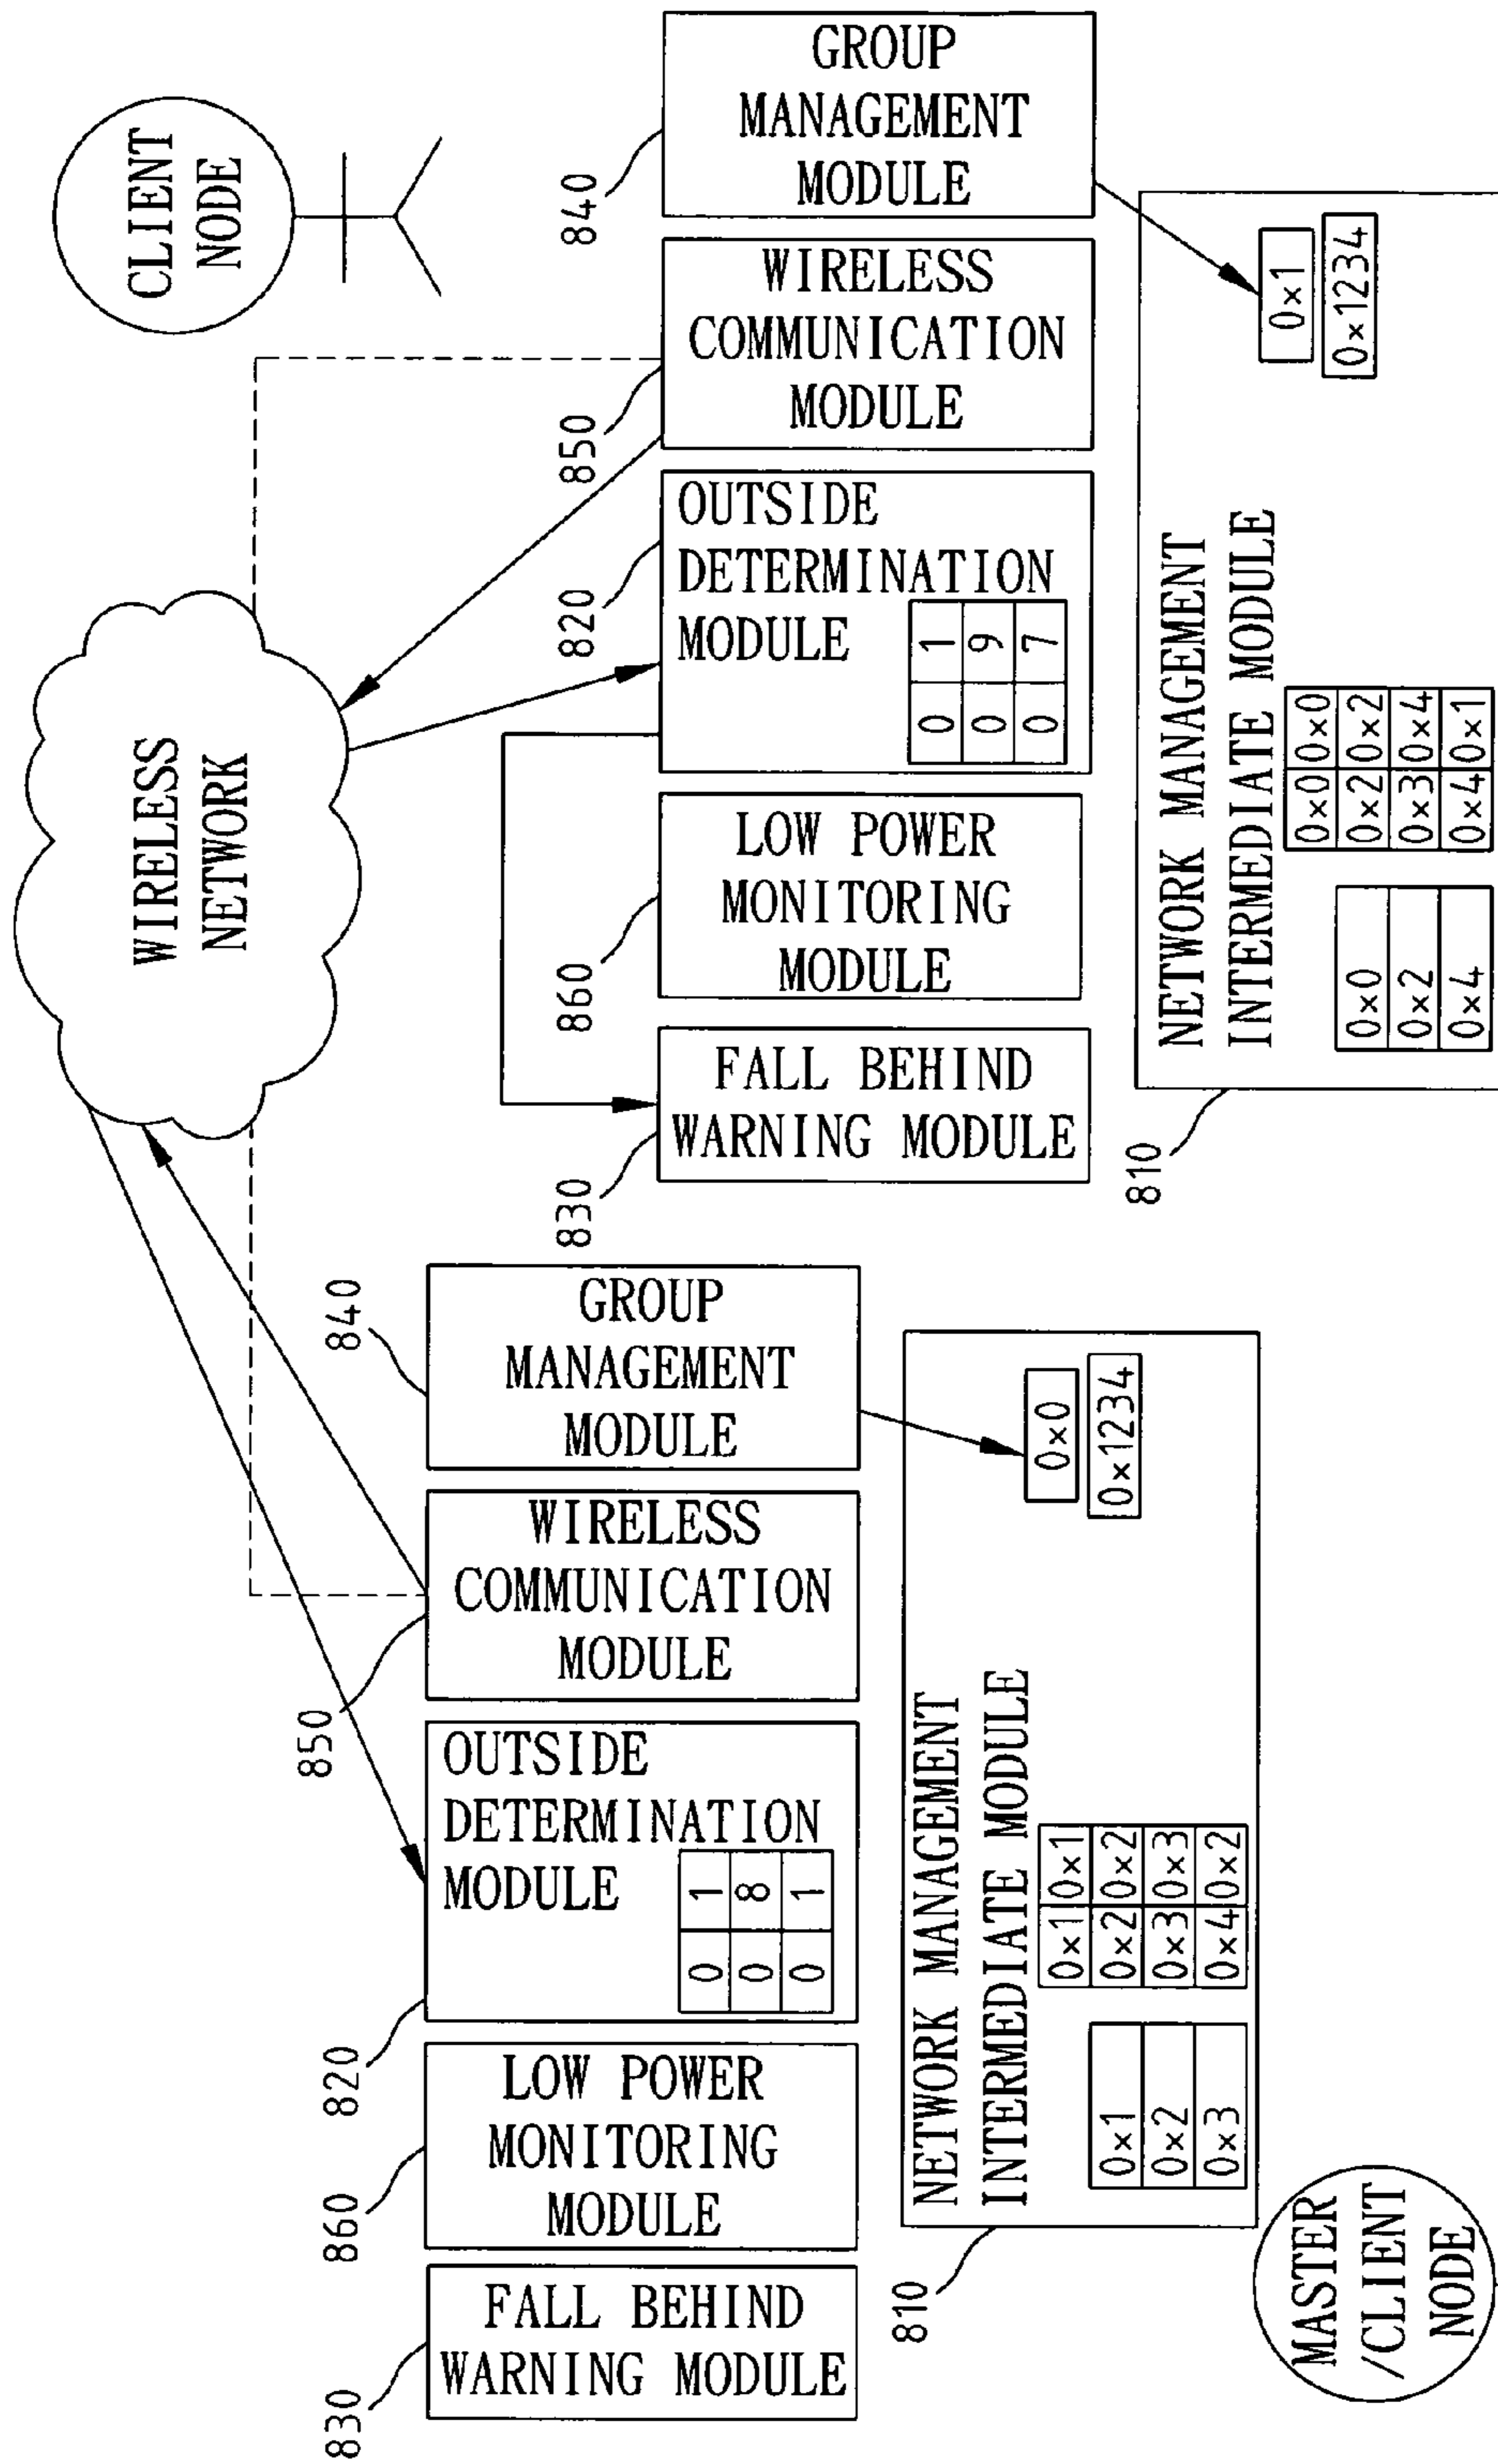 WIRELESS
NETWORK
CLIENT
NODE
830
FALL BEHIND
WARNING MODULE
860
LOW POWER
MONITORING
MODULE
820
OUTSIDE
DETERMINATION
MODULE
0 1
0 8
0 1
850
WIRELESS
COMMUNICATION
MODULE
840
GROUP
MANAGEMENT
MODULE
810
NETWORK MANAGEMENT
INTERMEDIATE MODULE
0×1
0×2
0×3
0×1 0×1
0×2 0×2
0×3 0×3
0×4 0×2
0×0
0×1234
MASTER
/CLIENT
NODE
830
FALL BEHIND
WARNING MODULE
860
LOW POWER
MONITORING
MODULE
820
OUTSIDE
DETERMINATION
MODULE
0 1
0 9
0 7
850
WIRELESS
COMMUNICATION
MODULE
840
GROUP
MANAGEMENT
MODULE
810
NETWORK MANAGEMENT
INTERMEDIATE MODULE
0×0
0×2
0×4
0×0 0×0
0×2 0×2
0×3 0×4
0×4 0×1
0×1
0×1234